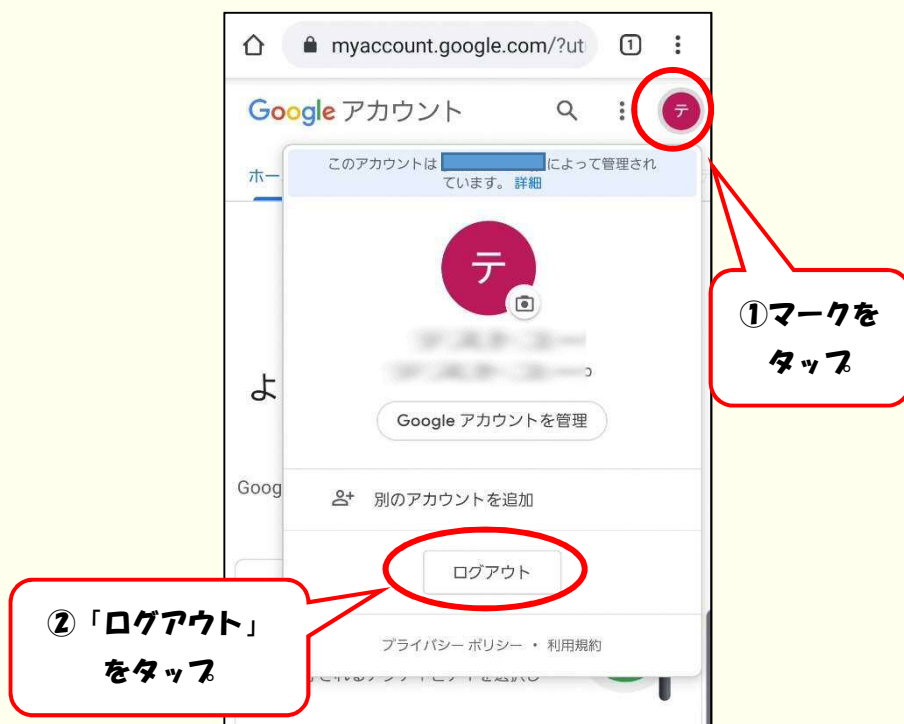 myaccount.google.com/?ut
1
Google アカウント
テ
ホー
このアカウントは によって管理され
ています。 詳細
テ
①マークを
タップ
よ
Google アカウントを管理
Goog
別のアカウントを追加
ログアウト
②「ログアウト」
をタップ
プライバシー ポリシー ・ 利用規約